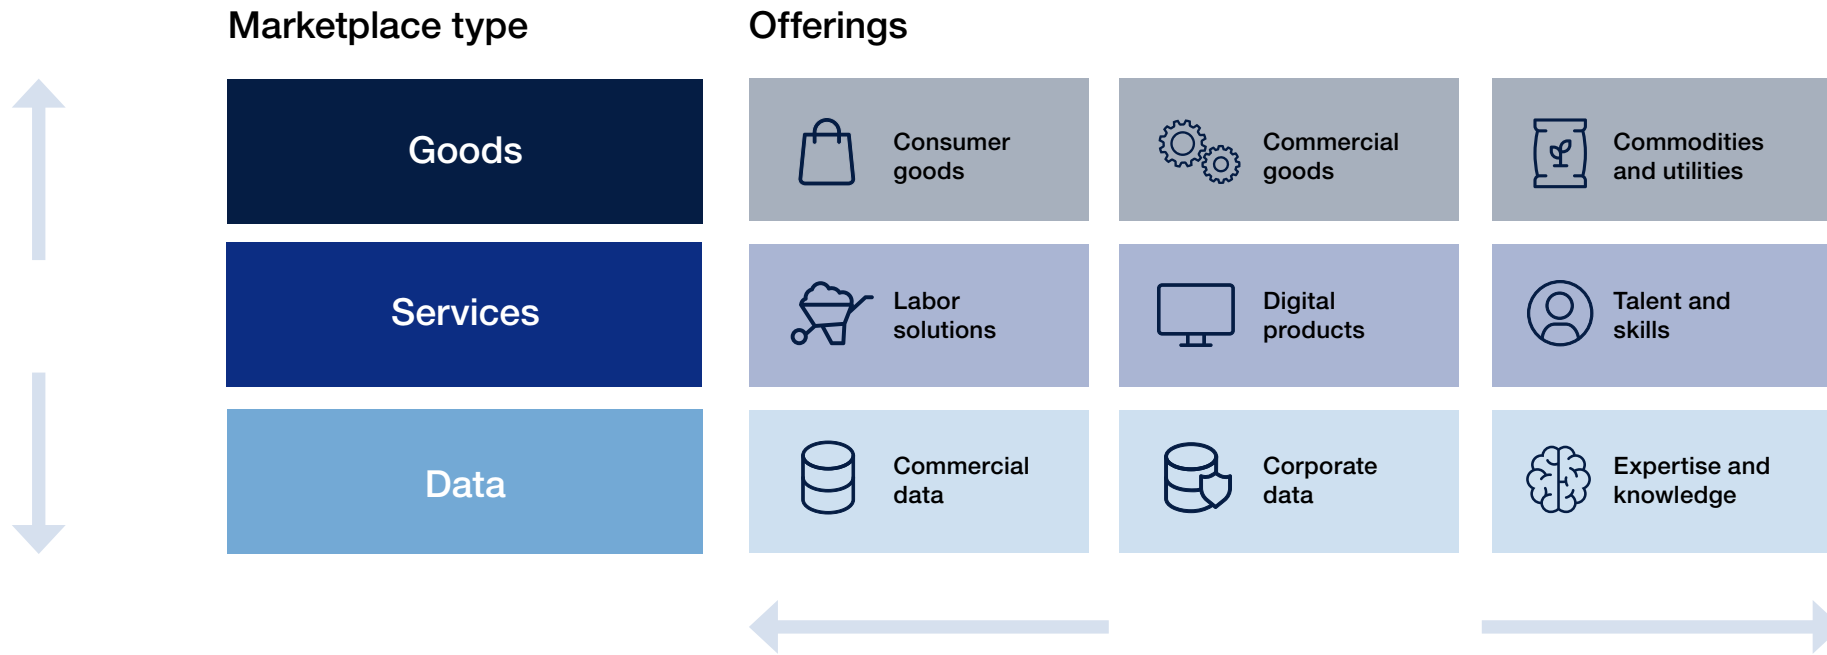 Marketplace type
Offerings
Goods
Consumer
goods
Commercial
goods
Commodities
and utilities
Services
Labor
solutions
Digital
products
Talent and
skills
Data
Commercial
data
Corporate
data
Expertise and
knowledge